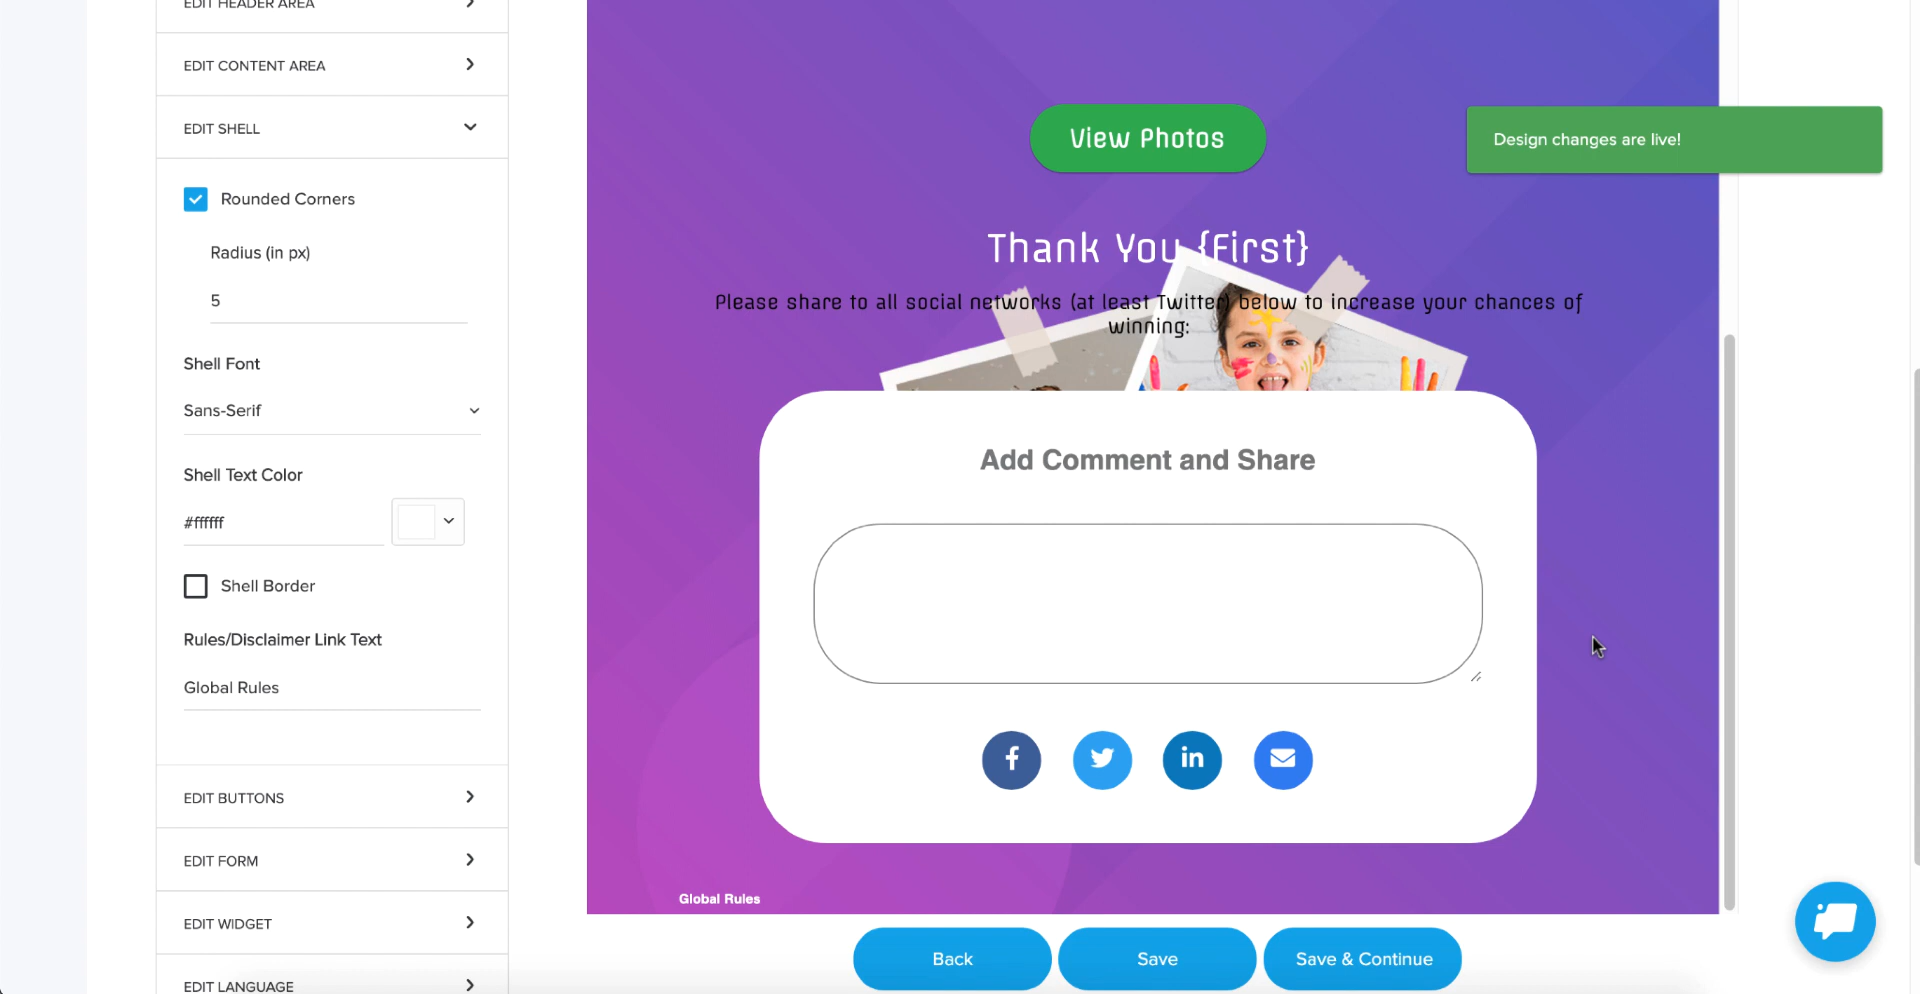 EDIT HEADER AREA
EDIT CONTENT AREA
EDIT SHELL
Rounded Corners
Radius (in px)
5
Shell Font
Sans-Serif
Shell Text Color
#ffffff
Shell Border
Rules/Disclaimer Link Text
Global Rules
EDIT BUTTONS
EDIT FORM
EDIT WIDGET
EDIT LANGUAGE
View Photos
Design changes are live!
Thank You {First}
Please share to all social networks (at least Twitter) below to increase your chances of
winning:
Add Comment and Share
f
in
Global Rules
Back
Save
Save & Continue